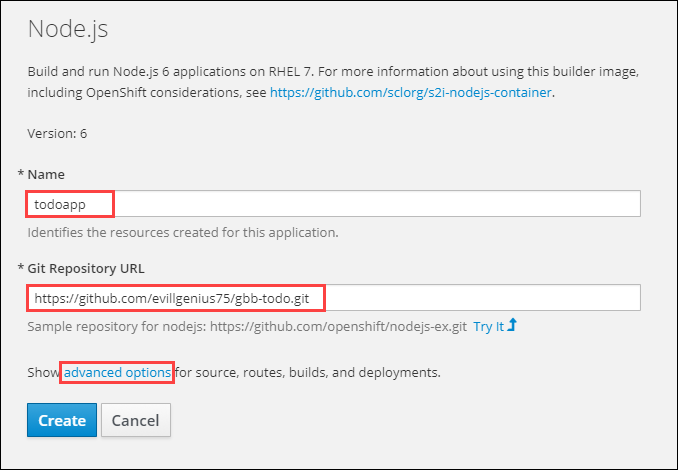 Node.js
Build and run Node.js 6 applications on RHEL 7. For more information about using this builder image,
including OpenShift considerations, see https://github.com/sclorg/s2i-nodejs-container.
Version: 6
* Name
todoapp
Identifies the resources created for this application.
* Git Repository URL
https://github.com/evillgenius75/gbb-todo.git
Sample repository for nodejs: https://github.com/openshift/nodejs-ex.git Try It
Show advanced options for source, routes, builds, and deployments.
Create Cancel